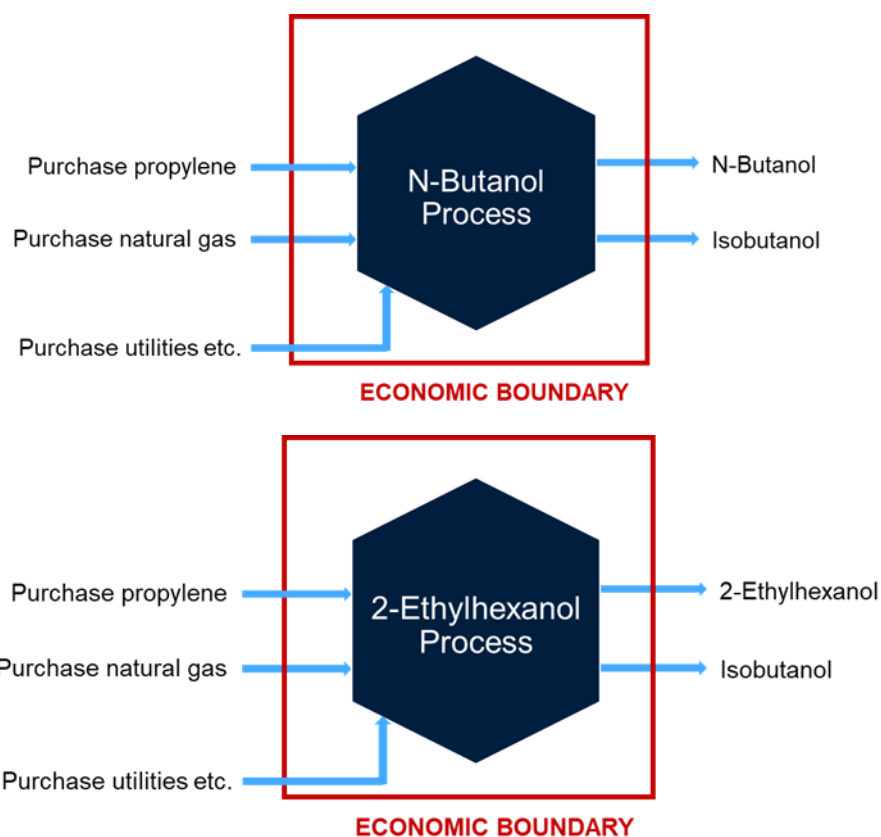 Purchase propylene
N-Butanol
Process
N-Butanol
Purchase natural gas
Isobutanol
Purchase utilities etc.
ECONOMIC BOUNDARY
Purchase propylene
2-Ethylhexanol
Process
2-Ethylhexanol
Purchase natural gas
Isobutanol
Purchase utilities etc.
ECONOMIC BOUNDARY